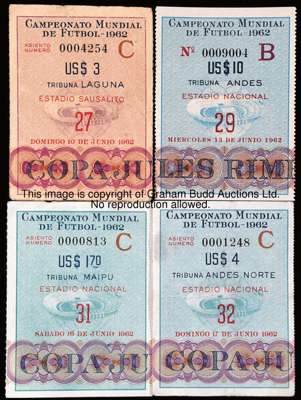 CAMPEONATO MUNDIAL
DE FUTBOL-1962
ASIENTO
NUMERO 0004254 C
US$ 3
TRIBUNA LAGUNA
ESTADIO SAUSALITO
27
DOMINGO 10 DE JUNIO 1962
CAMPEONATO MUNDIAL
DE FUTBOL-1962
Nº 0009004 B
US$ 10
TRIBUNA ANDES
ESTADIO NACIONAL
29
MIERCOLES 13 DE JUNIO 1962
COPA JULES RIM
This image is copyright of Graham Budd Auctions Ltd.
No reproduction allowed.
CAMPEONATO MUNDIAL
DE FUTBOL-1962
ASIENTO
NUMERO 0000813 C
US$ 1.70
TRIBUNA MAIPU
ESTADIO NACIONAL
31
SABADO 16 DE JUNIO 1962
COPA JU
CAMPEONATO MUNDIAL
DE FUTBOL-1962
ASIENTO
NUMERO 0001248 C
US$ 4
TRIBUNA ANDES NORTE
ESTADIO NACIONAL
32
DOMINGO 17 DE JUNIO 1962
COPA JU